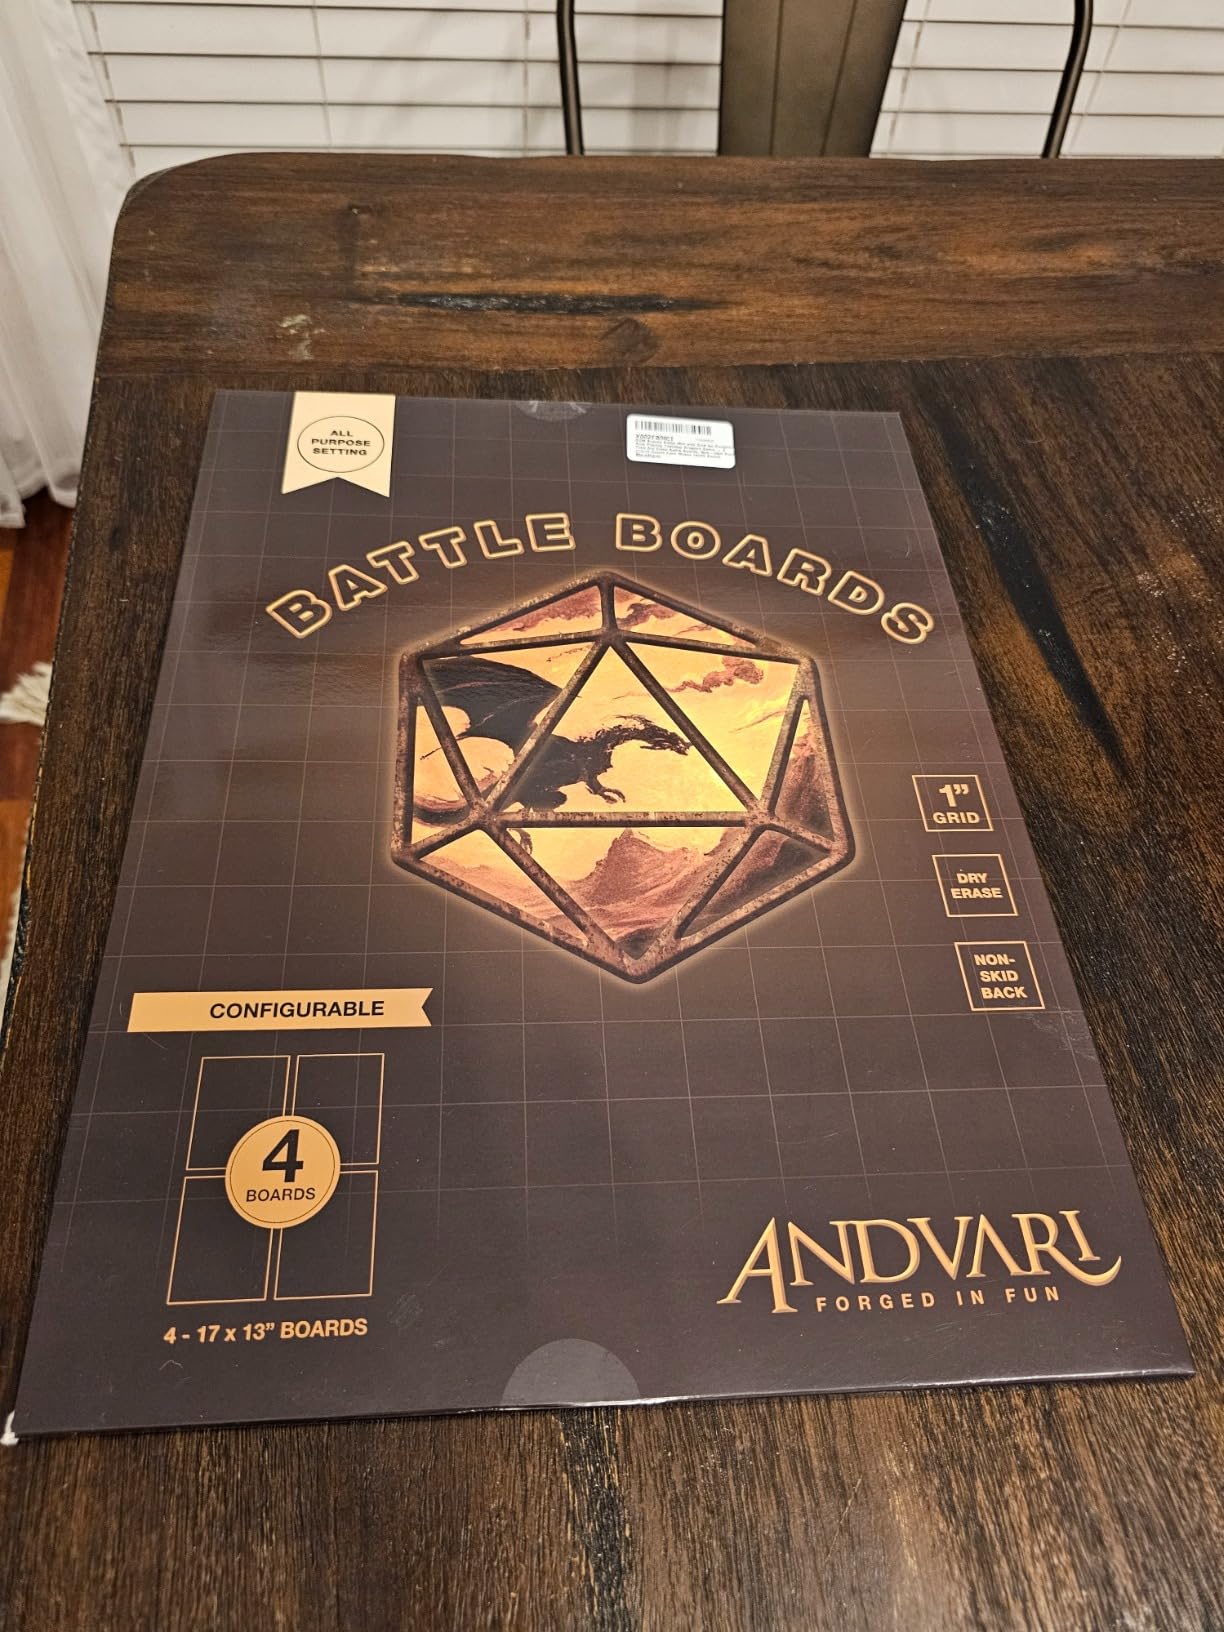 ALL
PURPOSE
SETTING
BATTLE BOARDS
1”
GRID
DRY
ERASE
NON-
SKID
BACK
CONFIGURABLE
4
BOARDS
4 - 17 x 13” BOARDS
ANDVARI
FORGED IN FUN